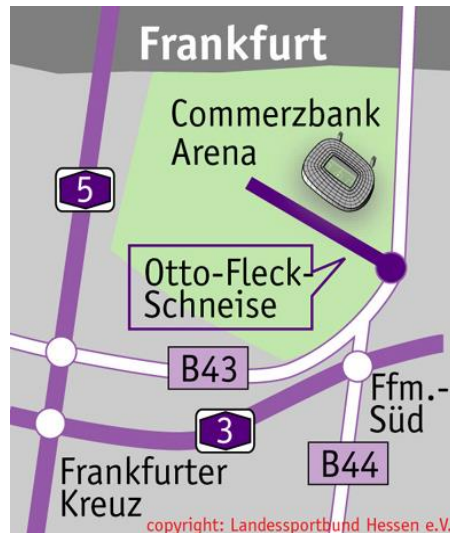 Frankfurt
Commerzbank
Arena
5
Otto-Fleck-
Schneise
B43
Ffm.-
Süd
3
B44
Frankfurter
Kreuz
copyright: Landessportbund Hessen e.V.